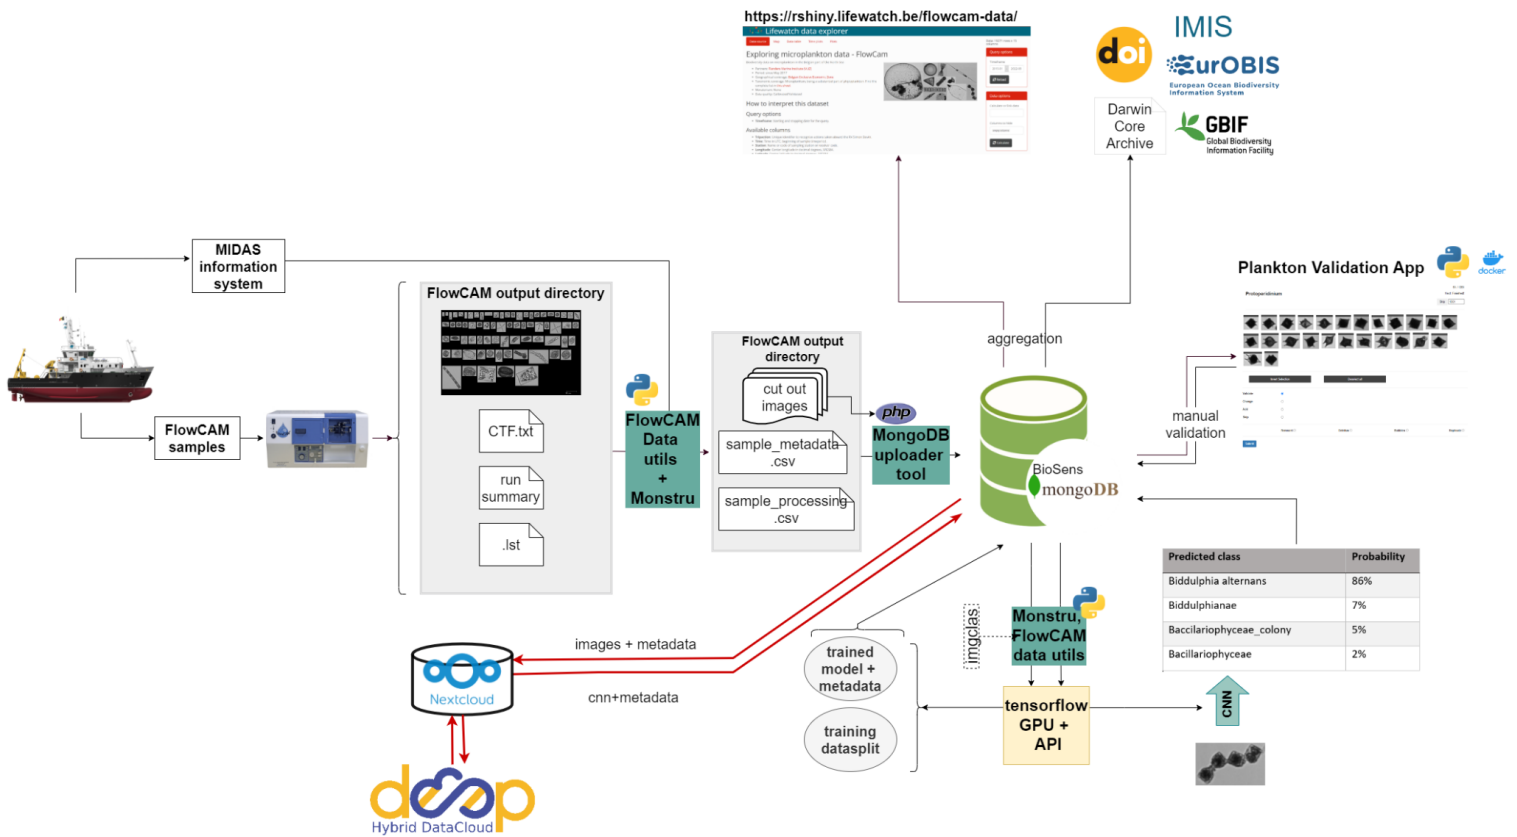 https://rshiny.lifewatch.be/flowcam-data/
Lifewatch data explorer
Exploring microplankton data - FlowCam
How to interpret this dataset
Query options
Available columns
doi
IMIS
EurOBIS
European Ocean Biodiversity
Information System
Darwin
Core
Archive
GBIF
Global Biodiversity
Information Facility
MIDAS
information
system
FlowCAM
samples
FlowCAM output directory
CTF.txt
run
summary
.lst
FlowCAM
Data
utils
+
Monstru
FlowCAM output
directory
cut out
images
sample_metadata
.csv
sample_processing
.csv
php
MongoDB
uploader
tool
aggregation
BioSens
mongoDB
Plankton Validation App
docker
Protoperidinium
manual
validation
Predicted class Probability
Biddulphia alternans 86%
Biddulphianae 7%
Baccilariophyceae_colony 5%
Bacillariophyceae 2%
CNN
imgclas
Monstru,
FlowCAM
data utils
tensorflow
GPU +
API
trained
model +
metadata
training
datasplit
images + metadata
cnn+metadata
Nextcloud
deep
Hybrid DataCloud